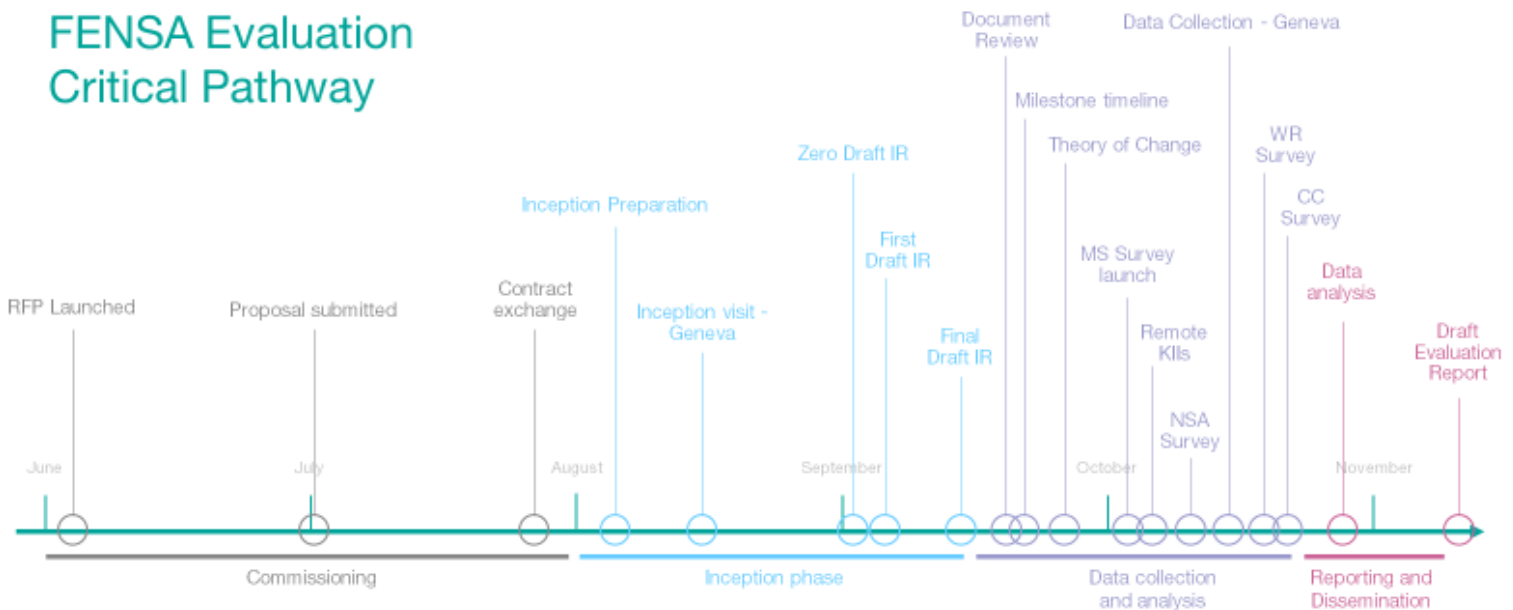 FENSA Evaluation
Critical Pathway
Document
Review
Data Collection - Geneva
Milestone timeline
Theory of Change
WR
Survey
Zero Draft IR
CC
Survey
Inception Preparation
First
Draft IR
MS Survey
launch
Data
analysis
Contract
exchange
RFP Launched
Proposal submitted
Inception visit -
Geneva
Final
Draft IR
Remote
KIIs
Draft
Evaluation
Report
NSA
Survey
June
July
August
September
October
November
Commissioning
Inception phase
Data collection
and analysis
Reporting and
Dissemination